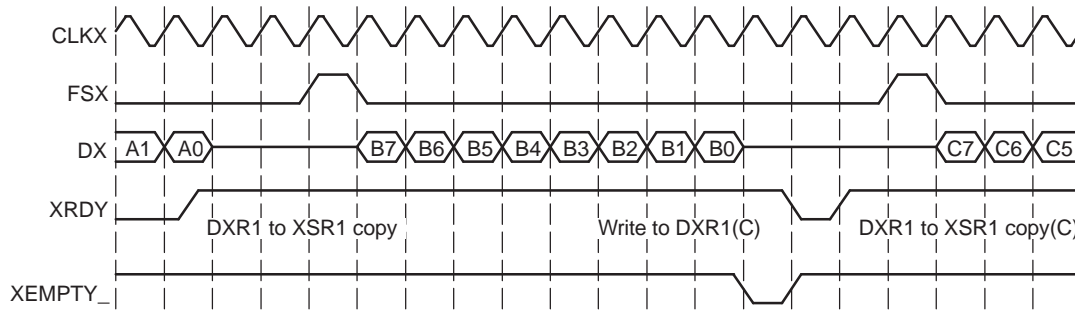 CLKX
FSX
DX A1 A0 B7 B6 B5 B4 B3 B2 B1 B0 C7 C6 C5
XRDY
DXR1 to XSR1 copy Write to DXR1(C) DXR1 to XSR1 copy(C)
XEMPTY_